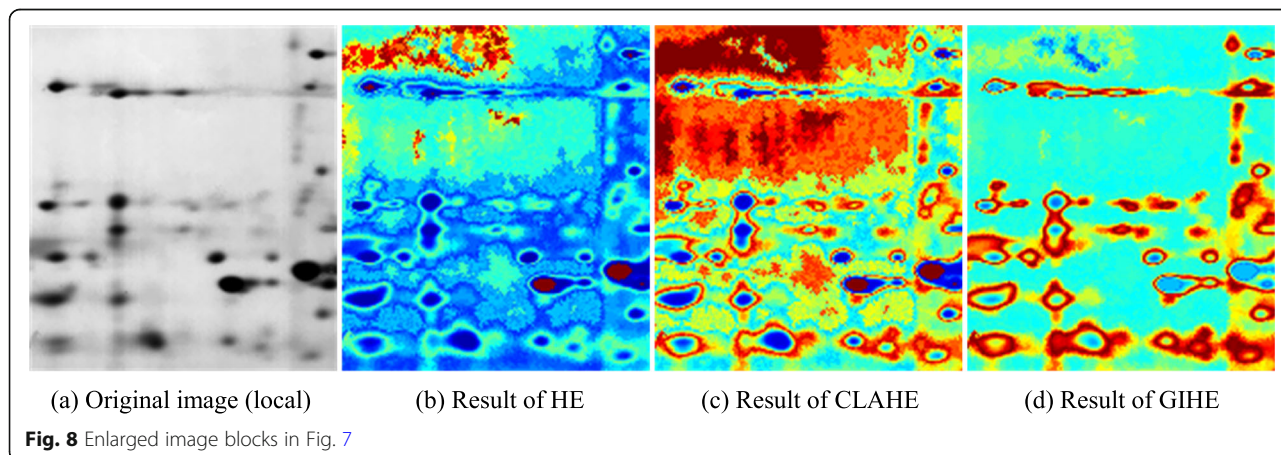 (a) Original image (local) (b) Result of HE (c) Result of CLAHE (d) Result of GIHE
Fig. 8 Enlarged image blocks in Fig. 7